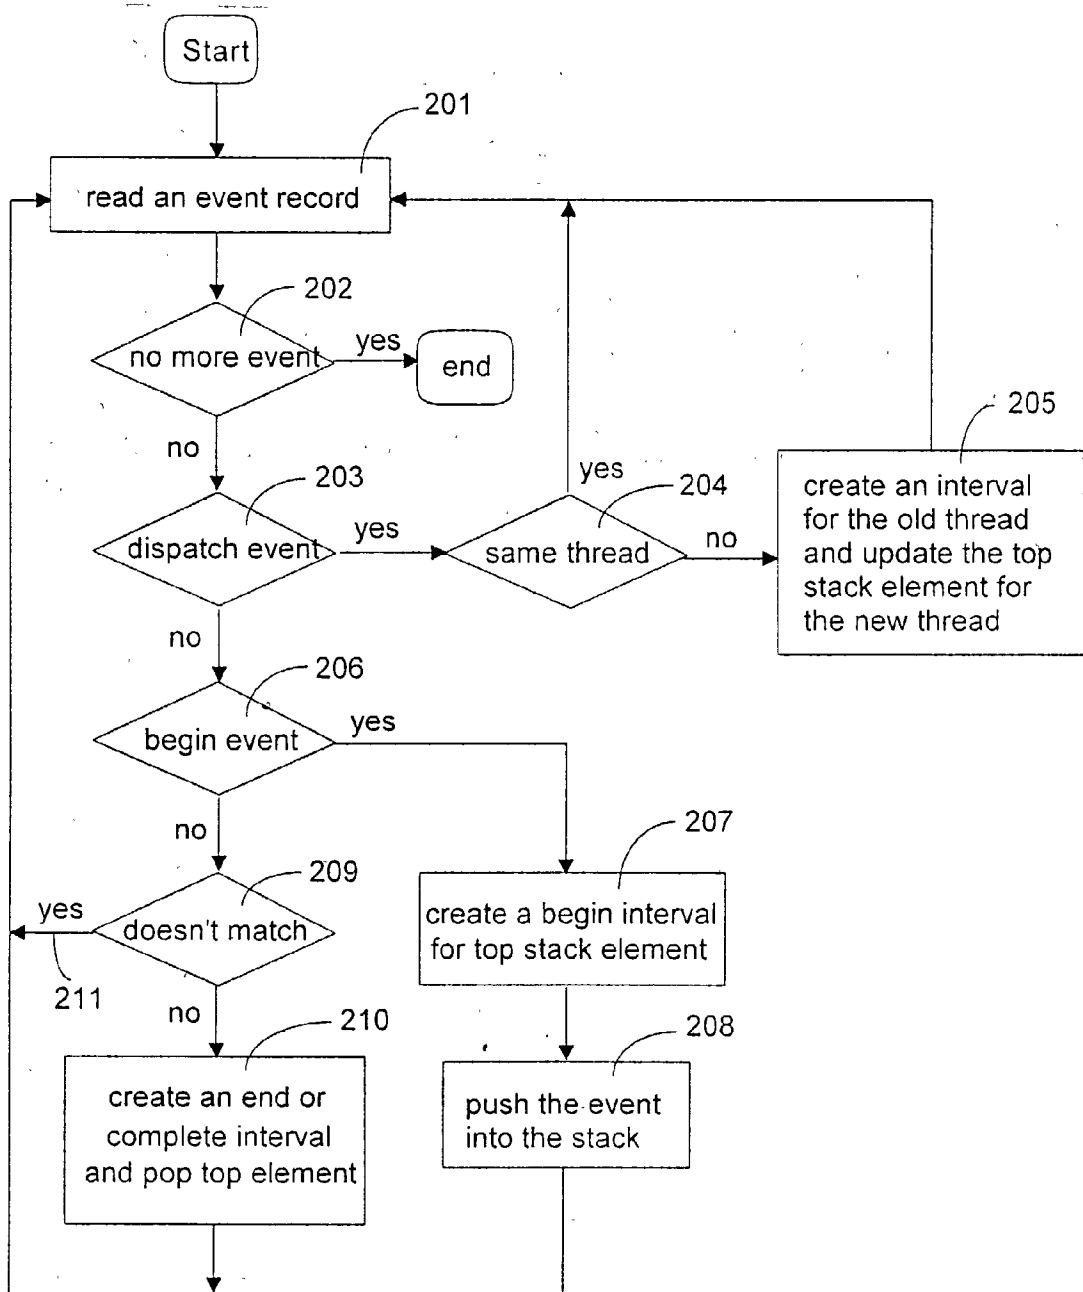 Start
201
read an event record
202
no more event
yes
end
no
203
dispatch event
yes
yes
204
same thread
no
205
create an interval
for the old thread
and update the top
stack element for
the new thread
no
206
begin event
yes
no
207
create a begin interval
for top stack element
209
doesn't match
yes
211
no
208
push the event
into the stack
210
create an end or
complete interval
and pop top element